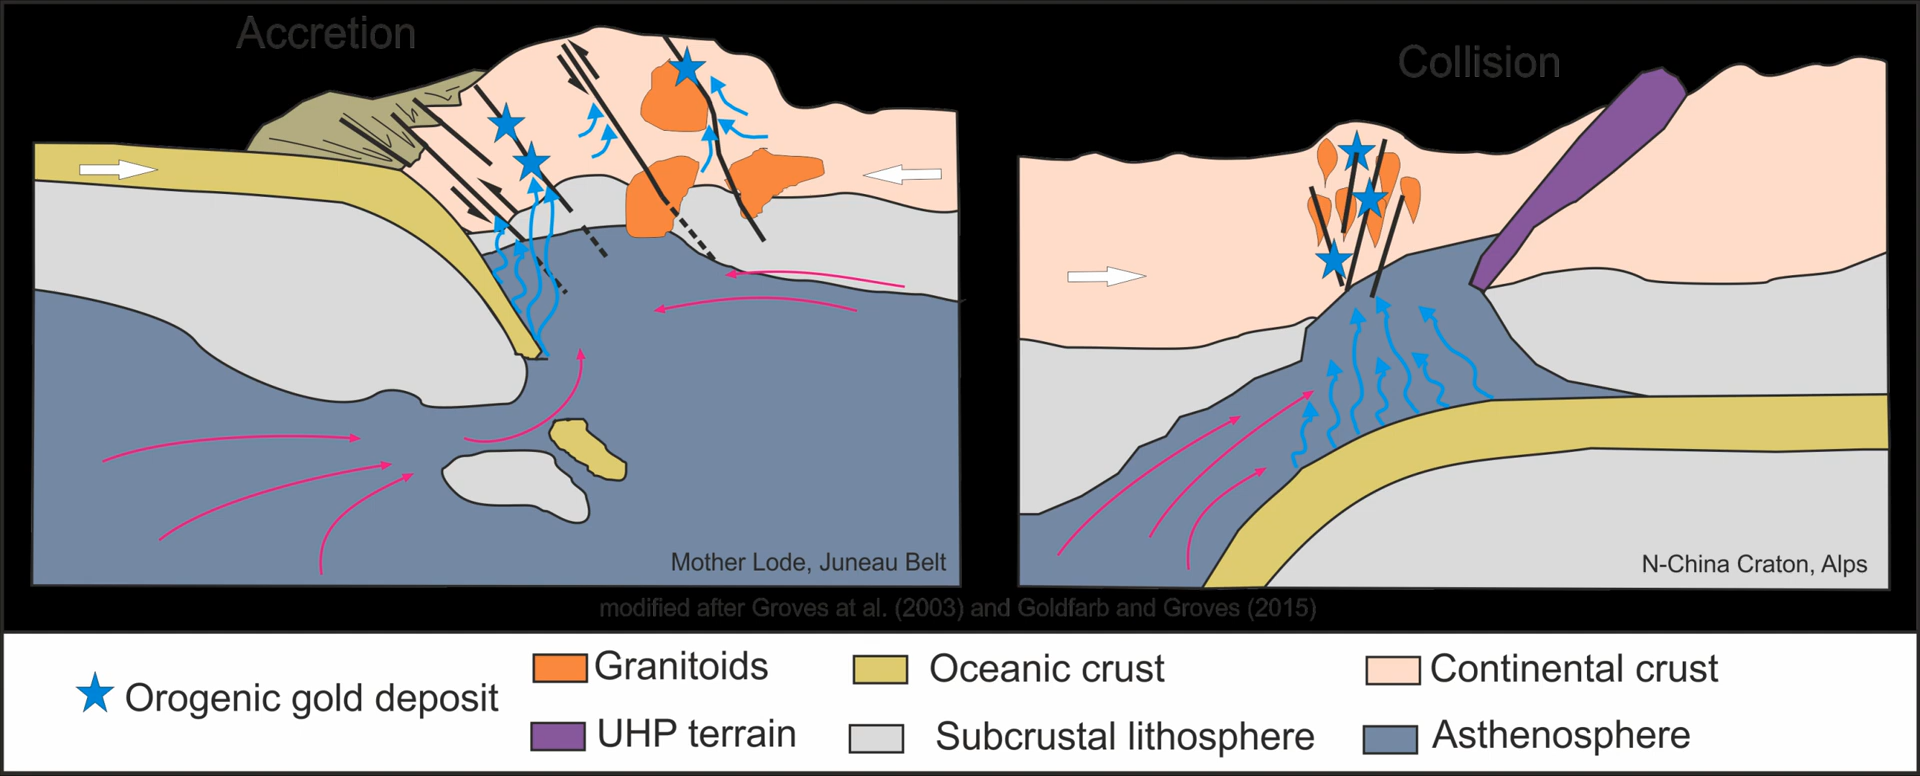 Accretion
Collision
Mother Lode, Juneau Belt
N-China Craton, Alps
modified after Groves at al. (2003) and Goldfarb and Groves (2015)
Orogenic gold deposit
Granitoids
Oceanic crust
Continental crust
UHP terrain
Subcrustal lithosphere
Asthenosphere